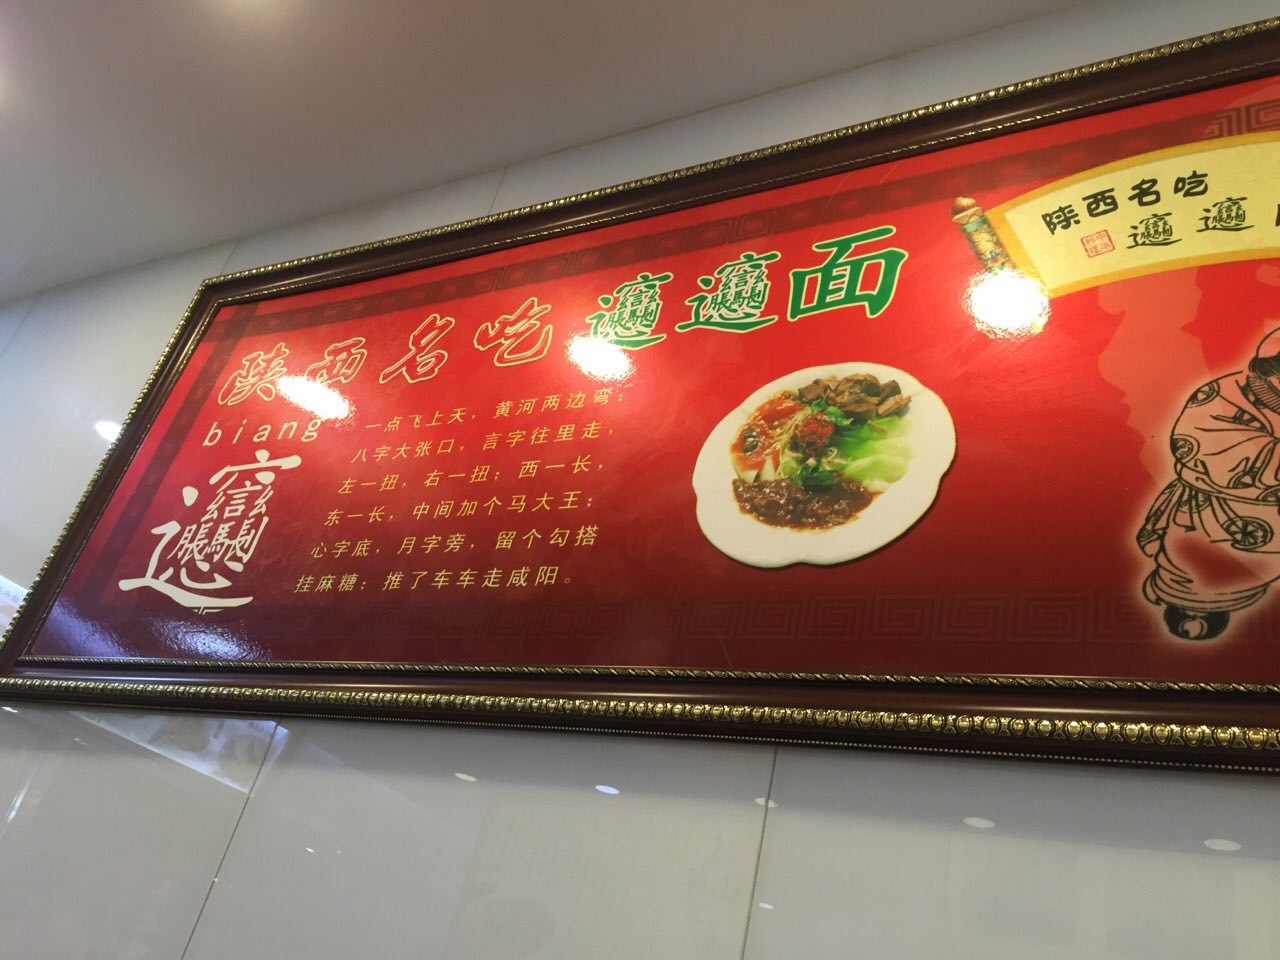 陕西名吃𰻞𰻞面
biang
𰻞
一点飞上天，黄河两边弯；
八字大张口，言字往里走，
左一扭，右一扭；西一长，
东一长，中间加个马大王；
心字底，月字旁，留个勾搭
挂麻糖；推了车车走咸阳。
陕西名吃
𰻞𰻞